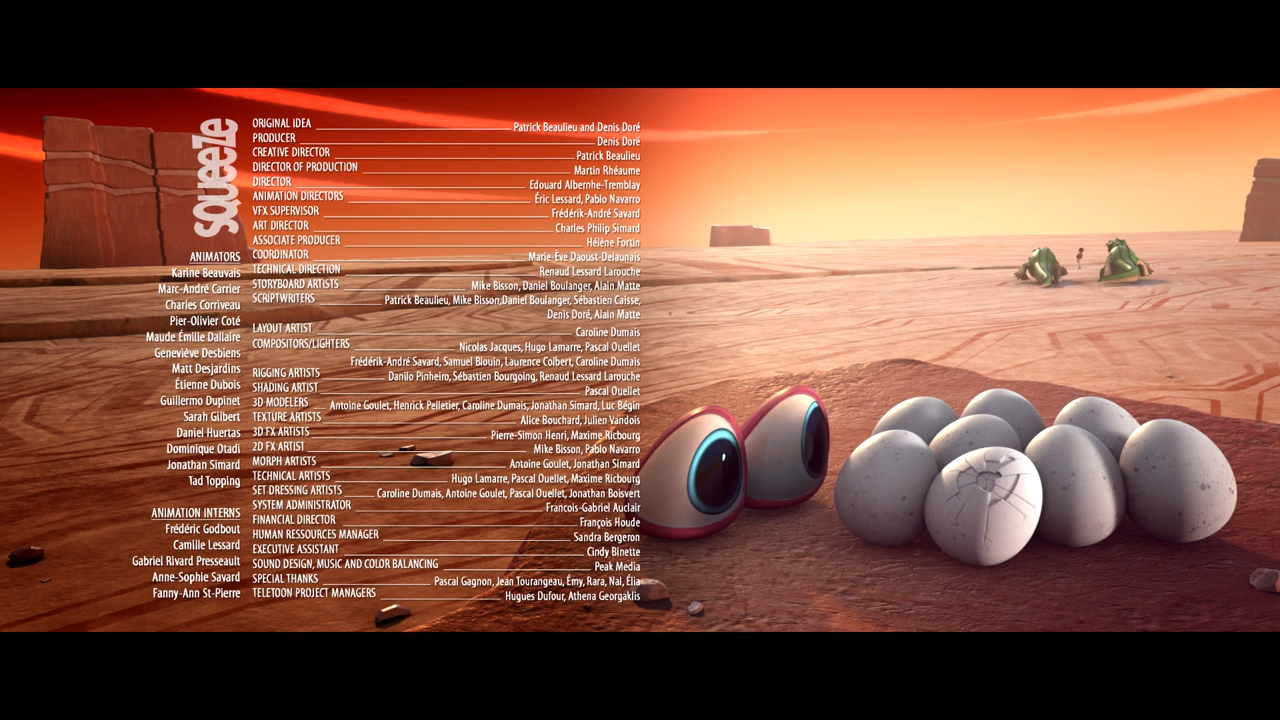 squeeze
ORIGINAL IDEA Patrick Beaulieu and Denis Doré
PRODUCER Denis Doré
CREATIVE DIRECTOR Patrick Beaulieu
DIRECTOR OF PRODUCTION Martin Rhéaume
DIRECTOR Edouard Albernhe-Tremblay
ANIMATION DIRECTORS Éric Lessard, Pablo Navarro
VFX SUPERVISOR Frédérik-André Savard
ART DIRECTOR Charles Philip Simard
ASSOCIATE PRODUCER Hélène Fortin
COORDINATOR Marie-Ève Daoust-Delaunais
TECHNICAL DIRECTION Renaud Lessard Larouche
STORYBOARD ARTISTS Mike Bisson, Daniel Boulanger, Alain Matte
SCRIPTWRITERS Patrick Beaulieu, Mike Bisson,Daniel Boulanger, Sébastien Caisse,
Denis Doré, Alain Matte
LAYOUT ARTIST Caroline Dumais
COMPOSITORS/LIGHTERS Nicolas Jacques, Hugo Lamarre, Pascal Ouellet
Frédérik-André Savard, Samuel Blouin, Laurence Colbert, Caroline Dumais
RIGGING ARTISTS Danilo Pinheiro, Sébastien Bourgoing, Renaud Lessard Larouche
SHADING ARTIST Pascal Ouellet
3D MODELERS Antoine Goulet, Henrick Pelletier, Caroline Dumais, Jonathan Simard, Luc Bégin
TEXTURE ARTISTS Alice Bouchard, Julien Vandois
3D FX ARTISTS Pierre-Simon Henri, Maxime Ricbourg
2D FX ARTIST Mike Bisson, Pablo Navarro
MORPH ARTISTS Antoine Goulet, Jonathan Simard
TECHNICAL ARTISTS Hugo Lamarre, Pascal Ouellet, Maxime Ricbourg
SET DRESSING ARTISTS Caroline Dumais, Antoine Goulet, Pascal Ouellet, Jonathan Boisvert
SYSTEM ADMINISTRATOR Francois-Gabriel Auclair
FINANCIAL DIRECTOR François Houde
HUMAN RESSOURCES MANAGER Sandra Bergeron
EXECUTIVE ASSISTANT Cindy Binette
SOUND DESIGN, MUSIC AND COLOR BALANCING Peak Media
SPECIAL THANKS Pascal Gagnon, Jean Tourangeau, Émy, Rara, Nal, Élia
TELETOON PROJECT MANAGERS Hugues Dufour, Athena Georgaklis
ANIMATORS
Karine Beauvais
Marc-André Carrier
Charles Corriveau
Pier-Olivier Coté
Maude Émilie Dallaire
Geneviève Desbiens
Matt Desjardins
Étienne Dubois
Guillermo Dupinet
Sarah Gilbert
Daniel Huertas
Dominique Otadi
Jonathan Simard
Tad Topping
ANIMATION INTERNS
Frédéric Godbout
Camille Lessard
Gabriel Rivard Presseault
Anne-Sophie Savard
Fanny-Ann St-Pierre